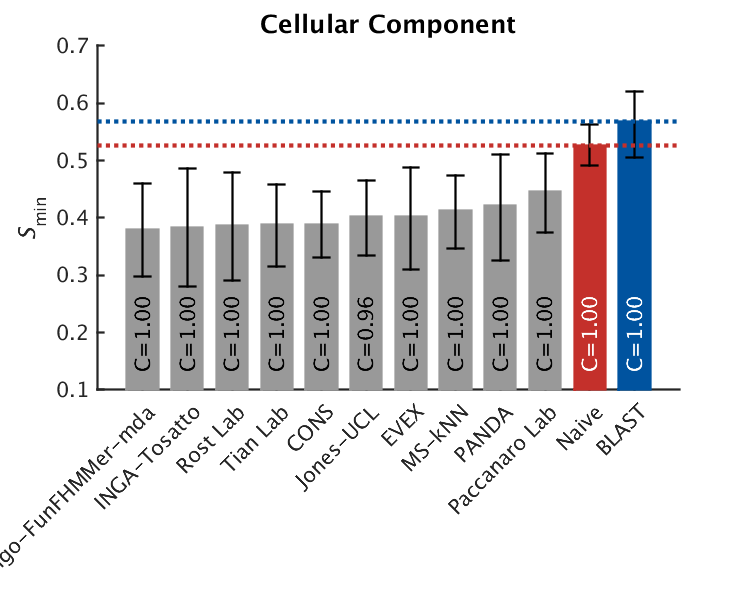 Cellular Component
0.7
0.6
0.5
0.4
0.3
0.2
0.1
Smin
C=1.00
C=1.00
C=1.00
C=1.00
C=1.00
C=0.96
C=1.00
C=1.00
C=1.00
C=1.00
C=1.00
C=1.00
go-FunFHMMer-mda
INGA-Tosatto
Rost Lab
Tian Lab
CONS
Jones-UCL
EVEX
MS-kNN
PANDA
Paccanaro Lab
Naive
BLAST